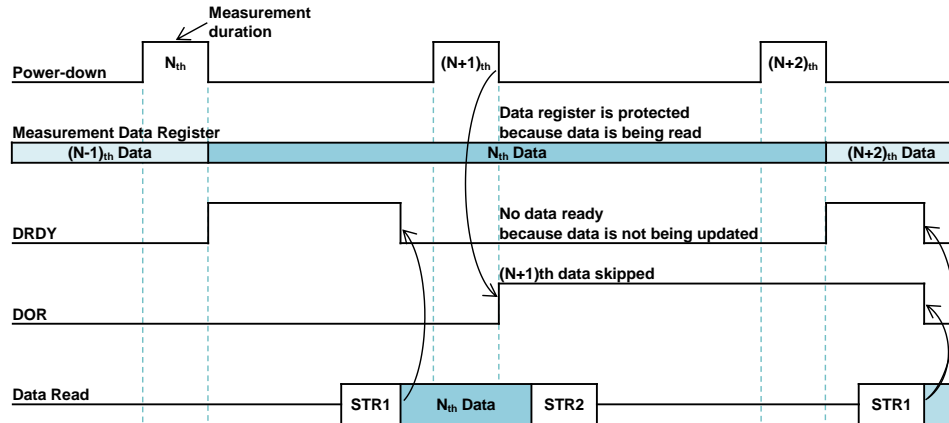 Measurement
duration
Power-down
Nth
(N+1)th
(N+2)th
Data register is protected
because data is being read
Measurement Data Register
(N-1)th Data
Nth Data
(N+2)th Data
No data ready
because data is not being updated
DRDY
(N+1)th data skipped
DOR
Data Read
STR1
Nth Data
STR2
STR1